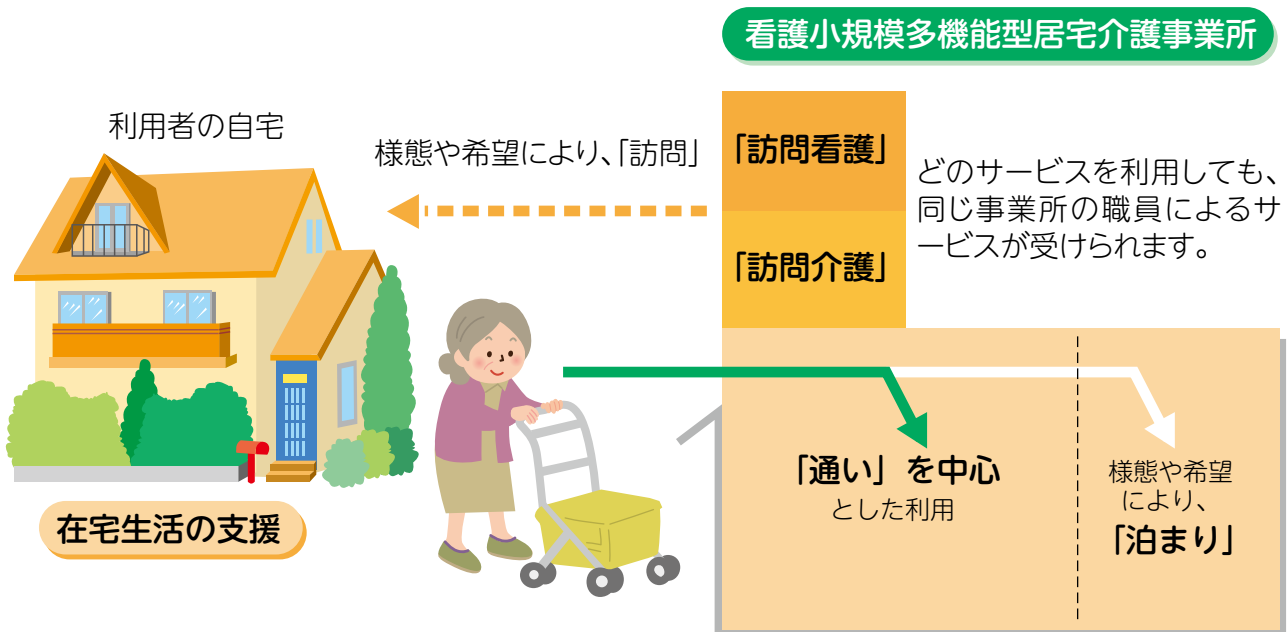 看護小規模多機能型居宅介護事業所
利用者の自宅
様態や希望により、「訪問」
「訪問看護」
「訪問介護」
どのサービスを利用しても、
同じ事業所の職員によるサ
ービスが受けられます。
「通い」を中心
とした利用
様態や希望
により、
「泊まり」
在宅生活の支援